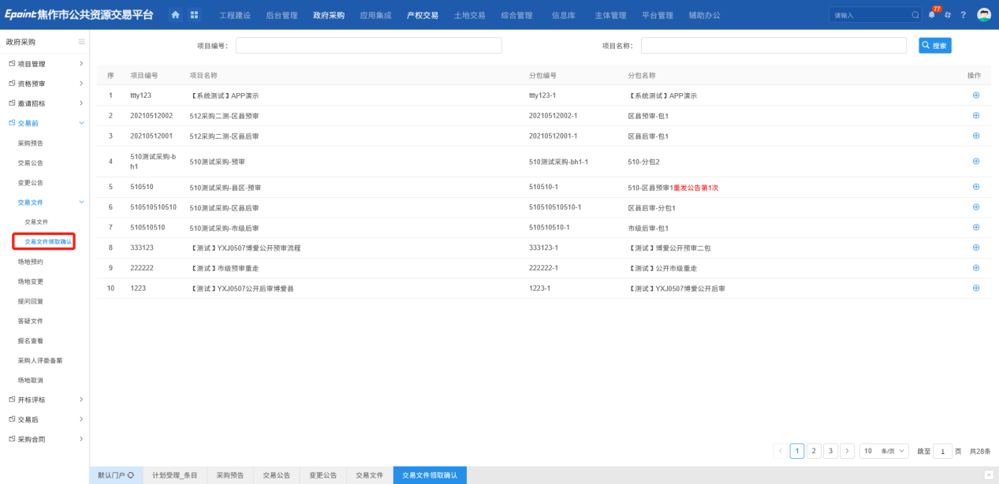 Epoint焦作市公共资源交易平台 工程建设 后台管理 政府采购 应用集成 产权交易 土地交易 综合管理 信息库 主体管理 平台管理 辅助办公 请输入 77 ?
政府采购
项目管理
资格预审
邀请招标
交易前
采购预告
交易公告
变更公告
交易文件
交易文件
交易文件领取确认
场地预约
场地变更
提问回复
答疑文件
报名查看
采购人评委备案
场地取消
开标评标
交易后
采购合同
项目编号: 项目名称: 搜索
序 项目编号 项目名称 分包编号 分包名称 操作
1 ttty123 【系统测试】APP演示 ttty123-1 【系统测试】APP演示
2 20210512002 512采购二测-区县预审 20210512002-1 区县预审-包1
3 20210512001 512采购二测-区县后审 20210512001-1 区县后审-包1
4 510测试采购-bh1 510测试采购-预审 510测试采购-bh1-1 510-分包2
5 510510 510测试采购-县区-预审 510510-1 510-区县预审1重发公告第1次
6 510510510510 510测试采购-区县后审 510510510510-1 区县后审-分包1
7 510510510 510测试采购-市级后审 510510510-1 市级后审-包1
8 333123 【测试】YXJ0507博爱公开预审流程 333123-1 【测试】博爱公开预审二包
9 222222 【测试】市级预审重走 222222-1 【测试】公开市级重走
10 1223 【测试】YXJ0507公开后审博爱县 1223-1 【测试】YXJ0507博爱公开后审
1 2 3 10 条/页 跳至 1 页 共28条
默认门户 计划受理_条目 采购预告 交易公告 变更公告 交易文件 交易文件领取确认